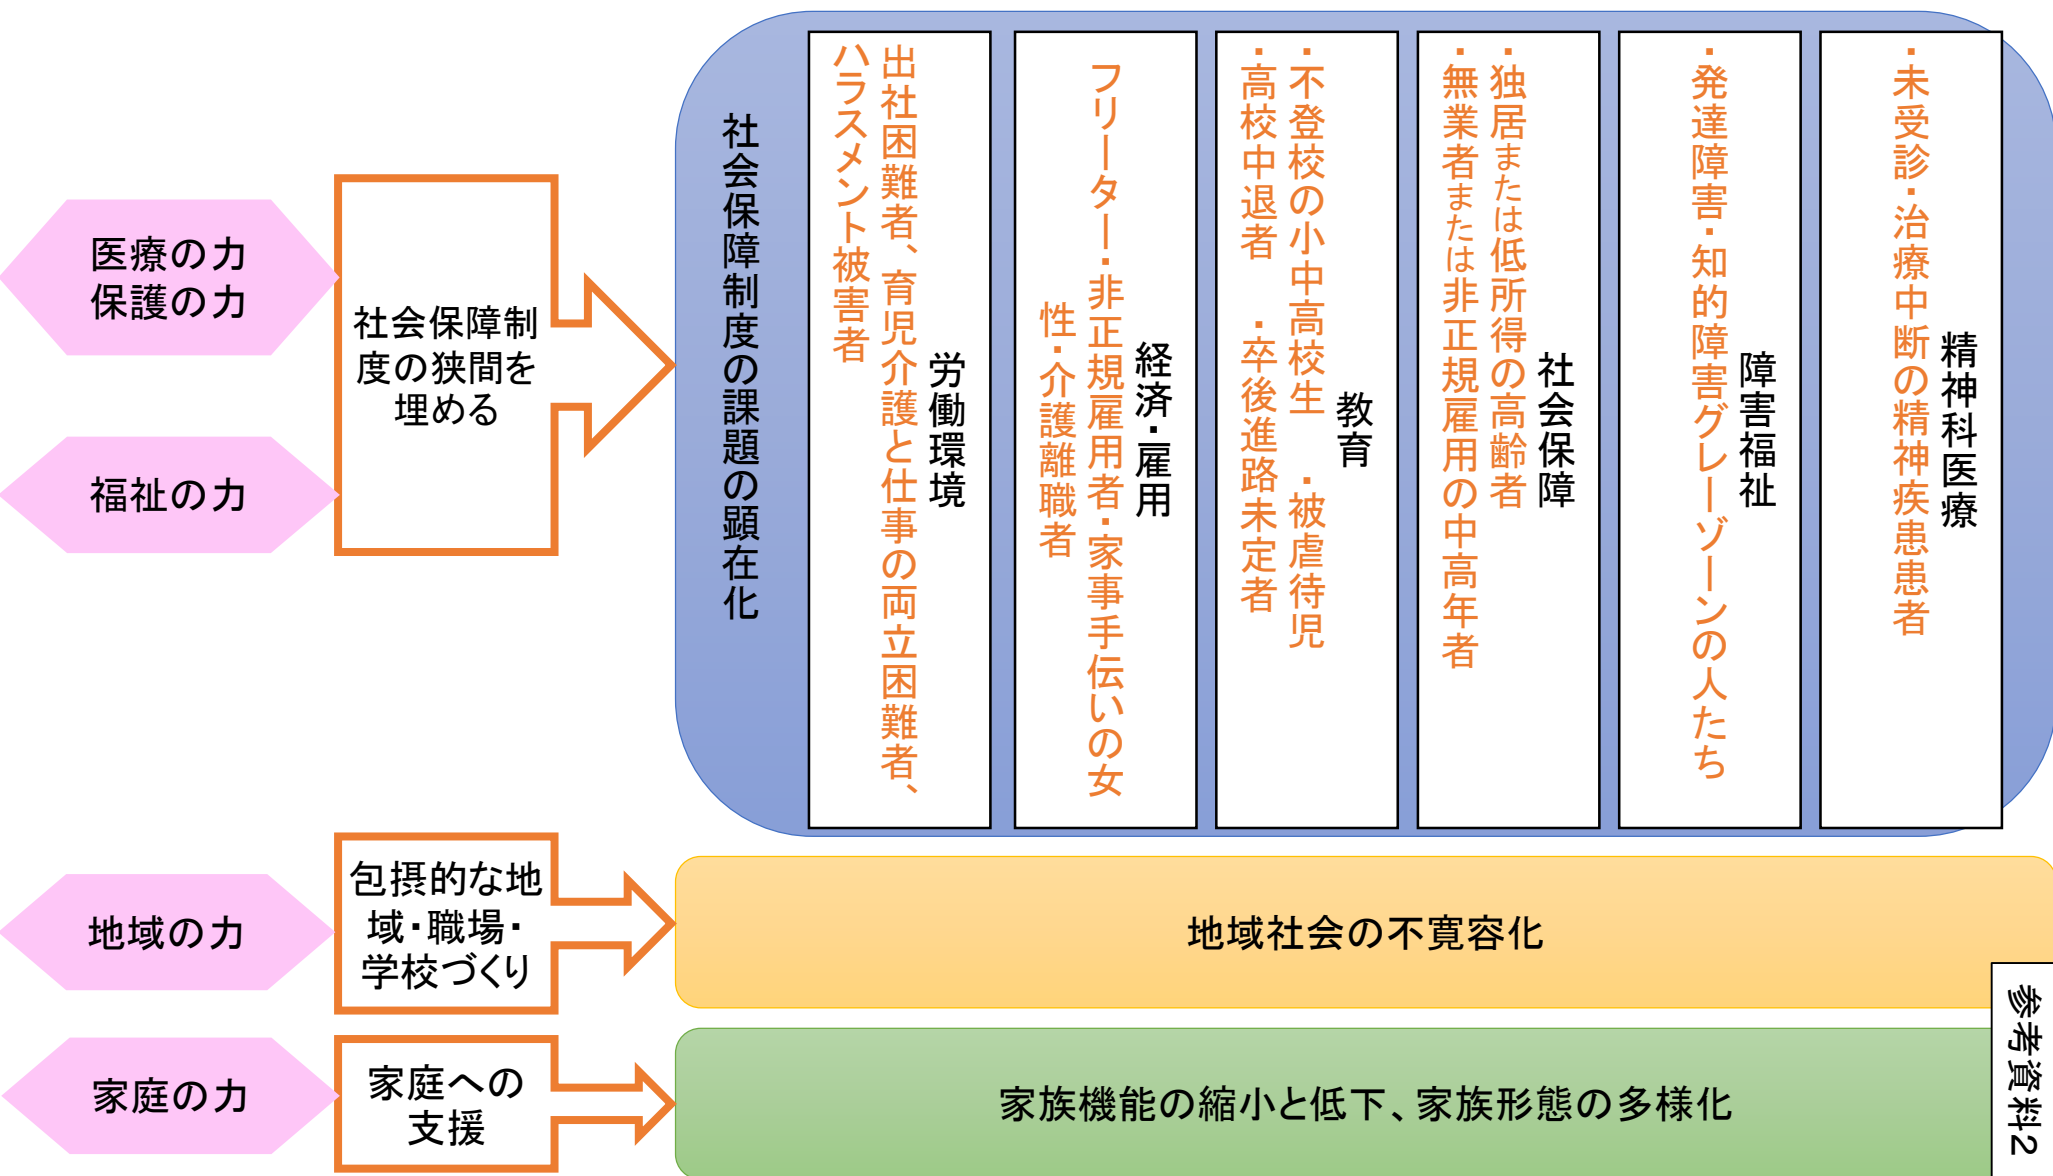 医療の力
保護の力
福祉の力
社会保障制
度の狭間を
埋める
社会保障制度の課題の顕在化
労働環境
出社困難者、育児介護と仕事の両立困難者、
ハラスメント被害者
経済・雇用
フリーター・非正規雇用者・家事手伝いの女
性・介護離職者
教育
・不登校の小中高校生　・被虐待児
・高校中退者　・卒後進路未定者
社会保障
・独居または低所得の高齢者
・無業者または非正規雇用の中高年者
障害福祉
・発達障害・知的障害グレーゾーンの人たち
精神科医療
・未受診・治療中断の精神疾患患者
地域の力
包摂的な地
域・職場・
学校づくり
地域社会の不寛容化
家庭の力
家庭への
支援
家族機能の縮小と低下、家族形態の多様化
参考資料2